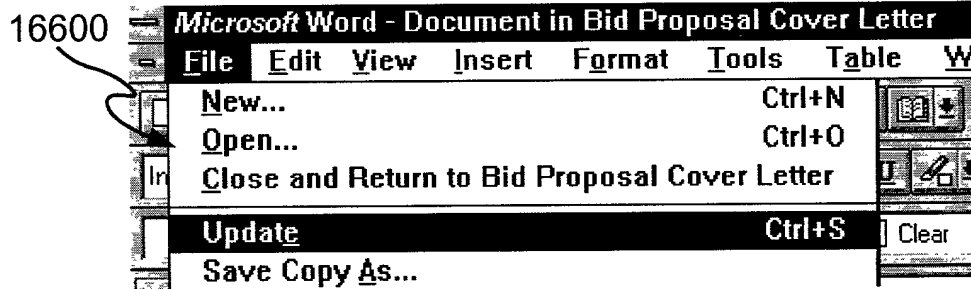 16600
Microsoft Word - Document in Bid Proposal Cover Letter
File Edit View Insert Format Tools Table W
New... Ctrl+N
Open... Ctrl+O
In
Close and Return to Bid Proposal Cover Letter
U
Update Ctrl+S
Clear
Save Copy As...